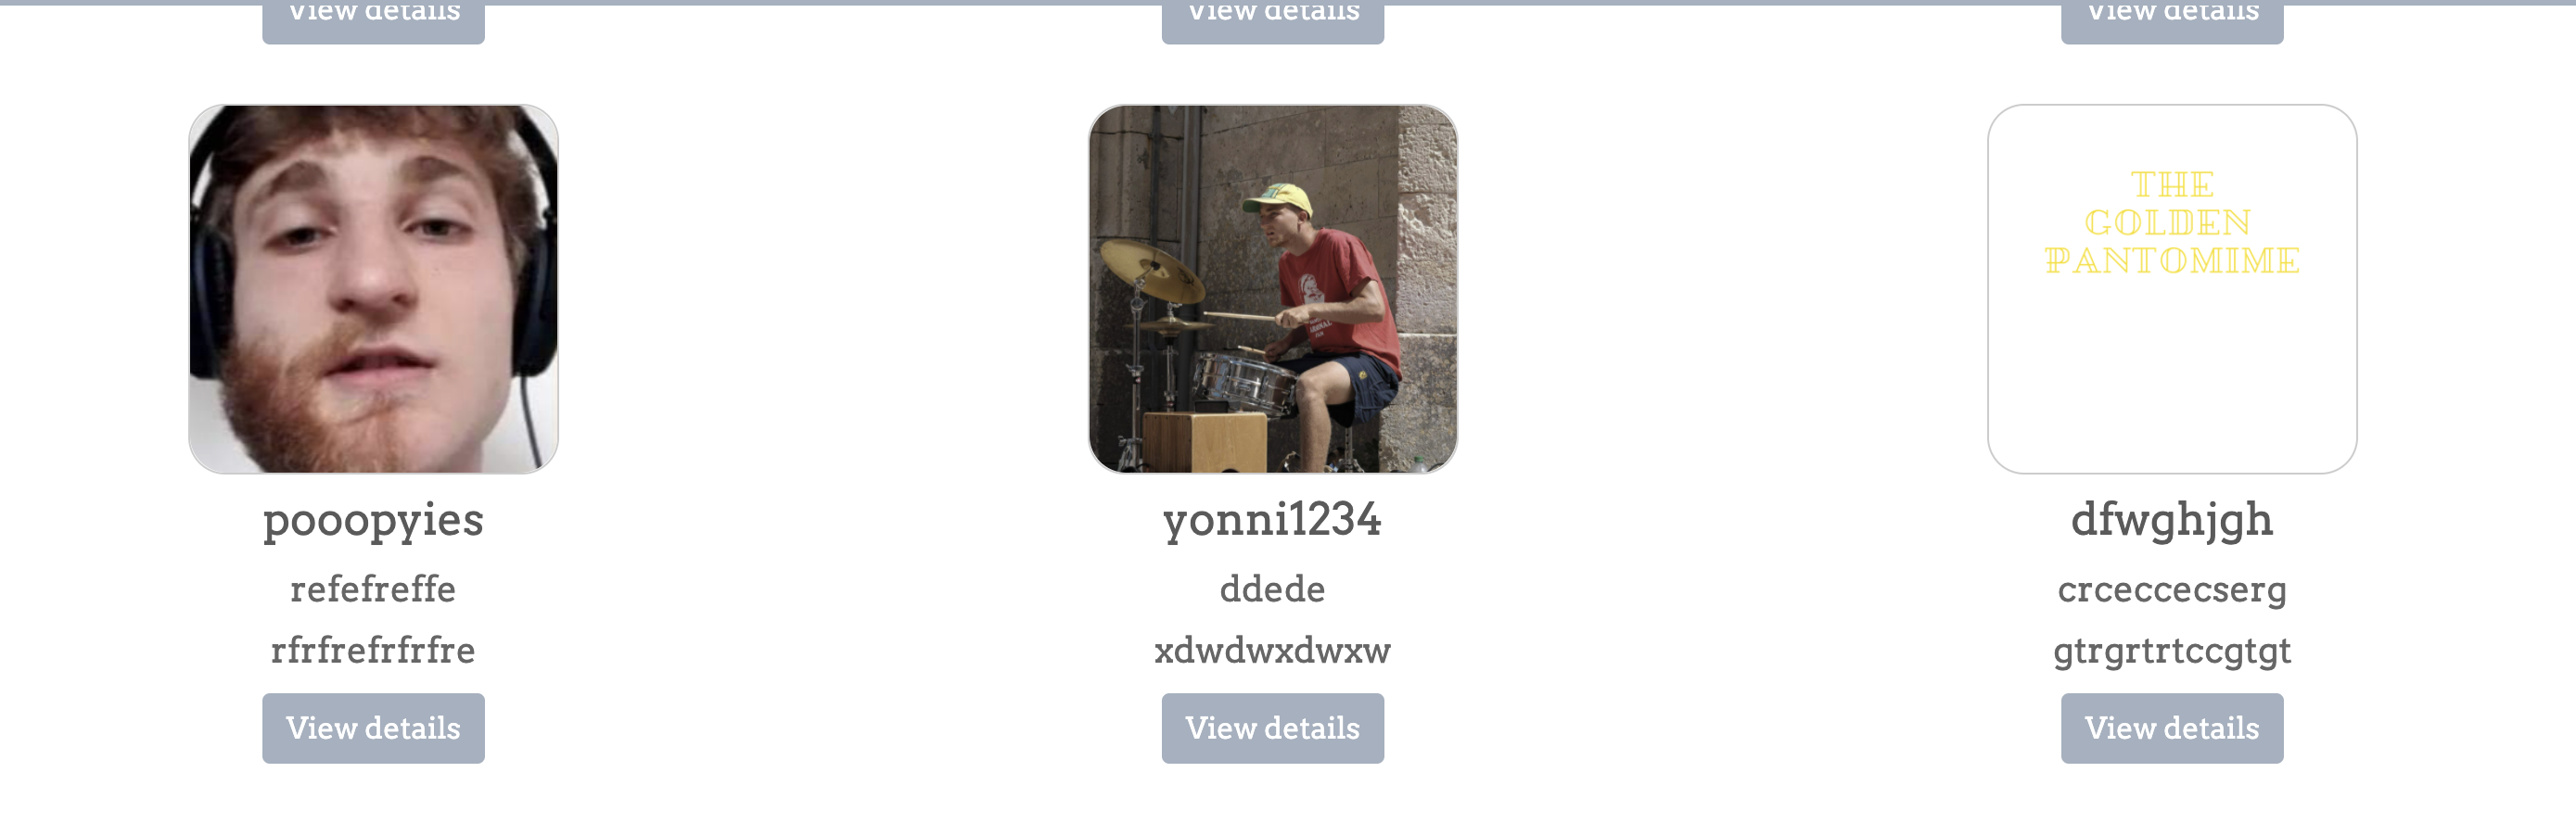 View details
View details
View details
THE
GOLDEN
PANTOMIME
pooopyies
yonni1234
dfwghjgh
refefreffe
ddede
crceccecserg
rfrfrefrfrfre
xdwdwxdwxw
gtrgrtrtccgtgt
View details
View details
View details